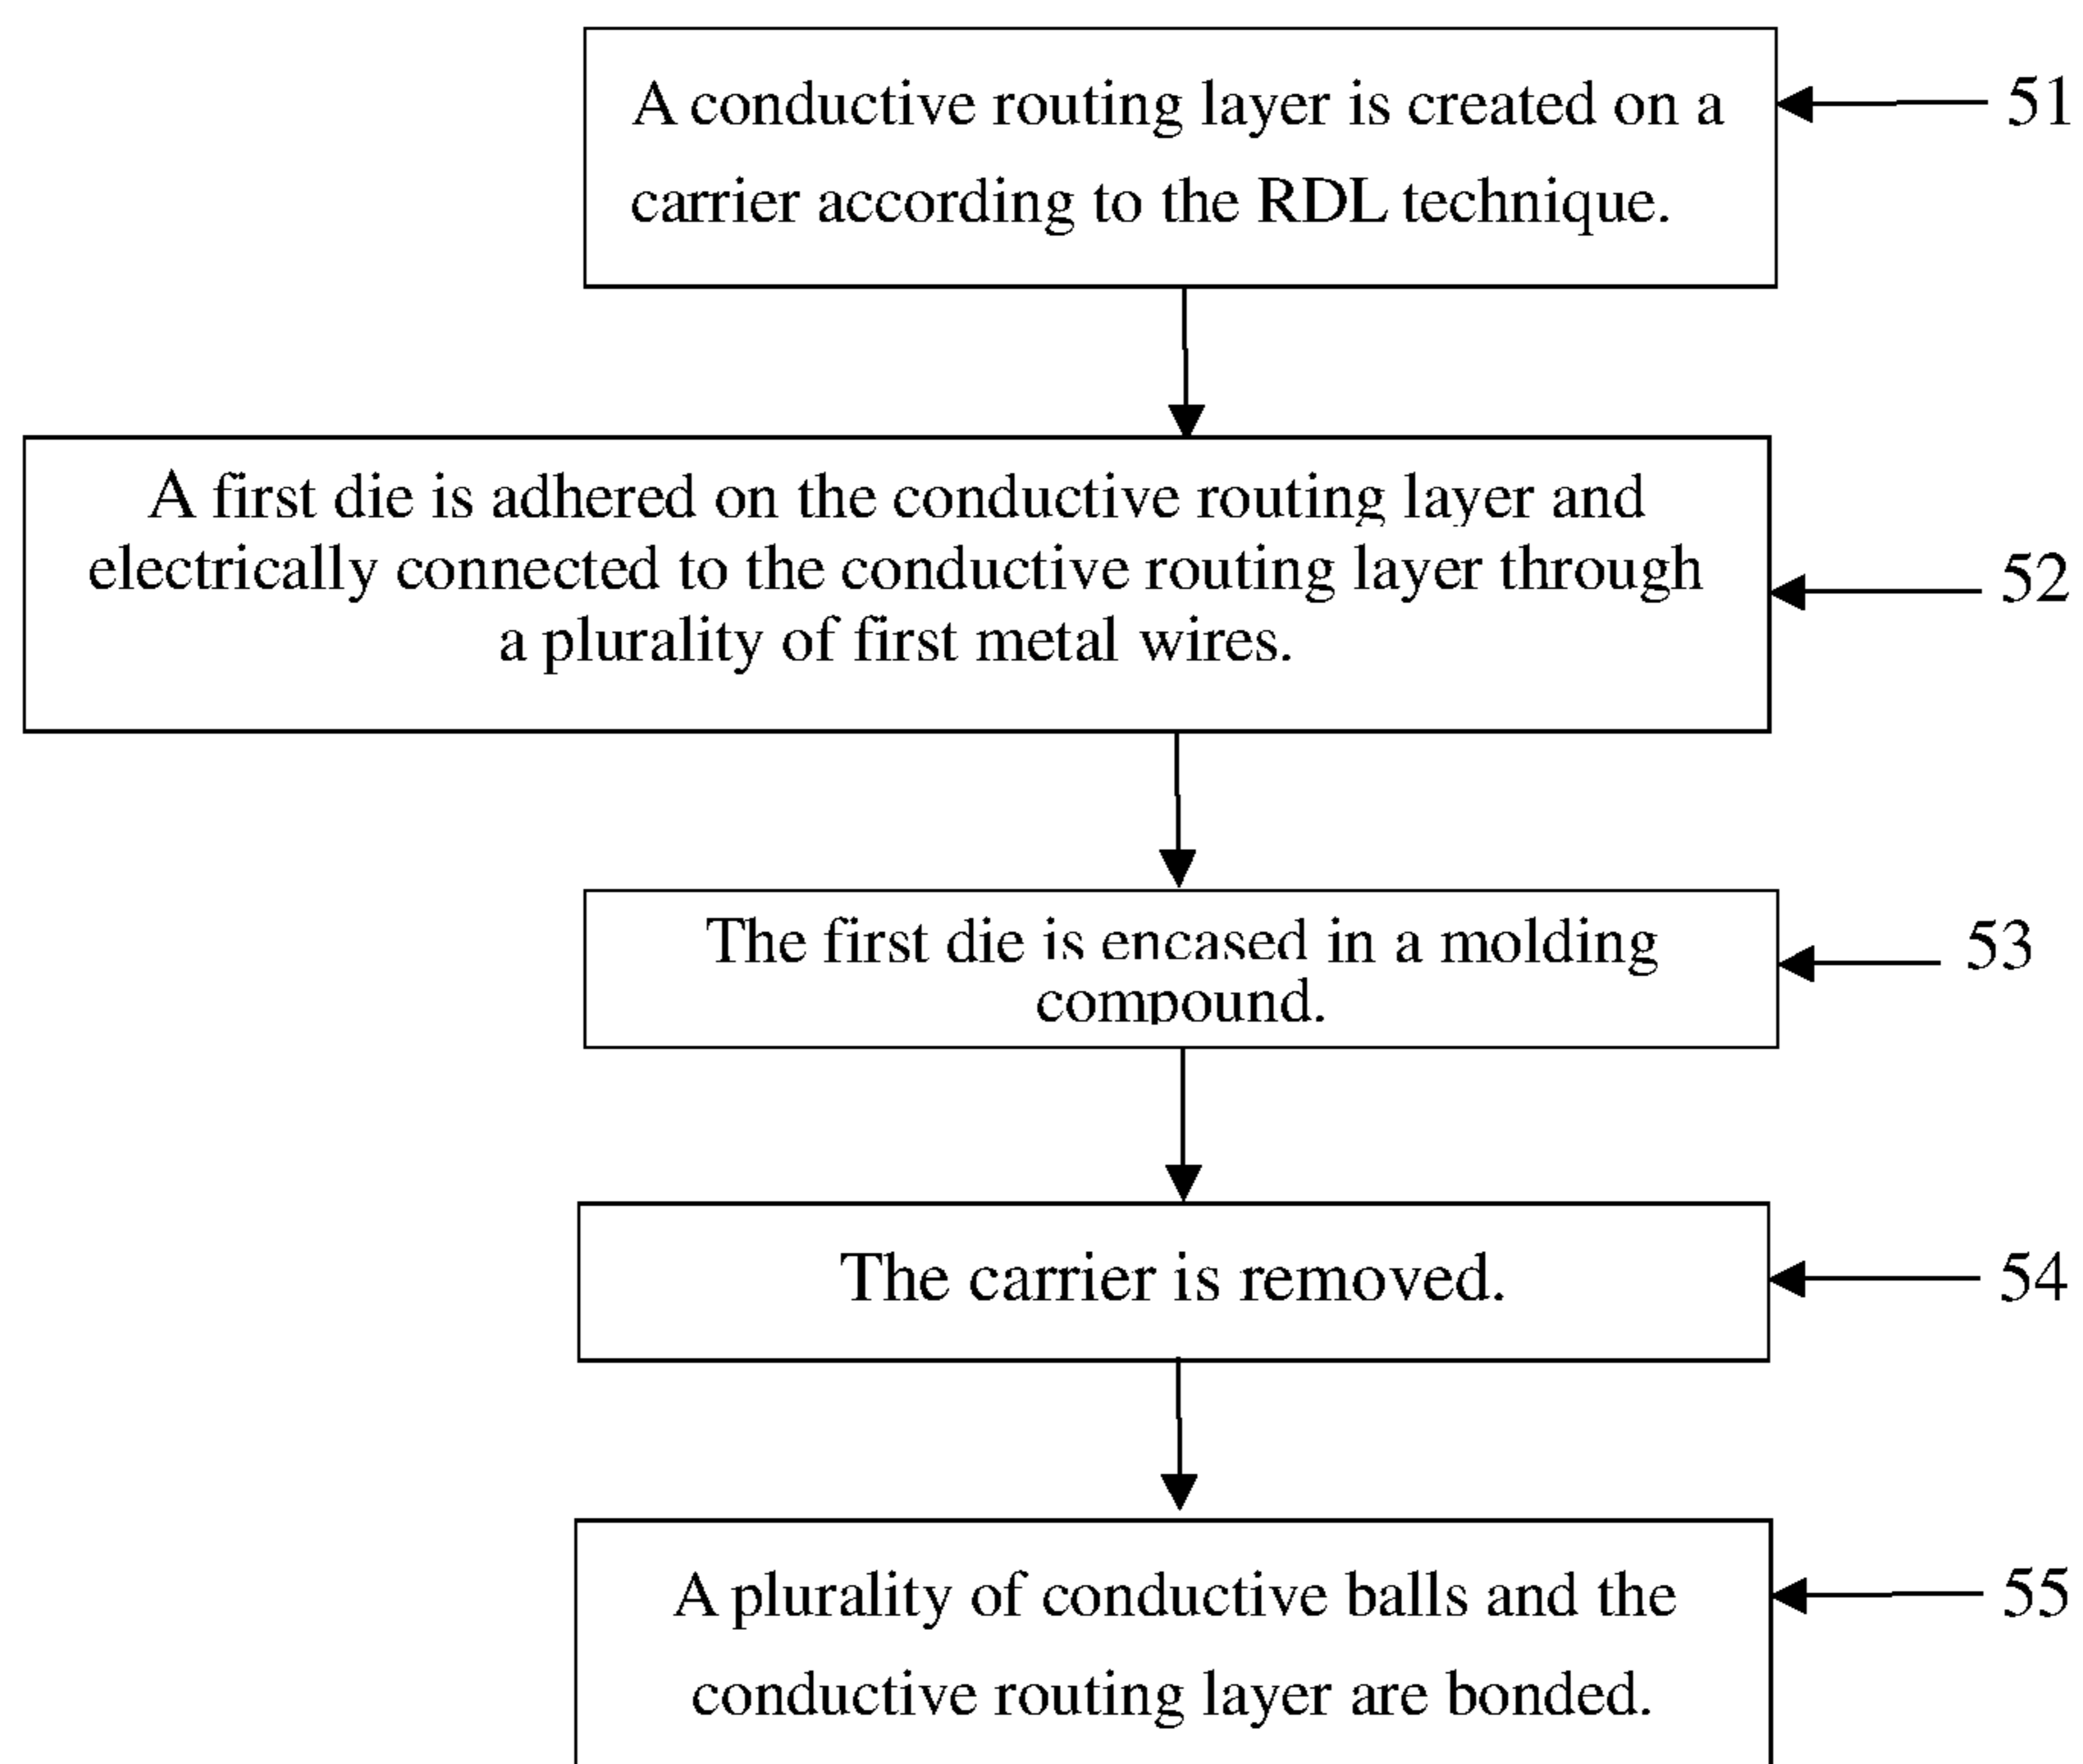 A conductive routing layer is created on a
carrier according to the RDL technique.
51
A first die is adhered on the conductive routing layer and
electrically connected to the conductive routing layer through
a plurality of first metal wires.
52
The first die is encased in a molding
compound.
53
The carrier is removed.
54
A plurality of conductive balls and the
conductive routing layer are bonded.
55